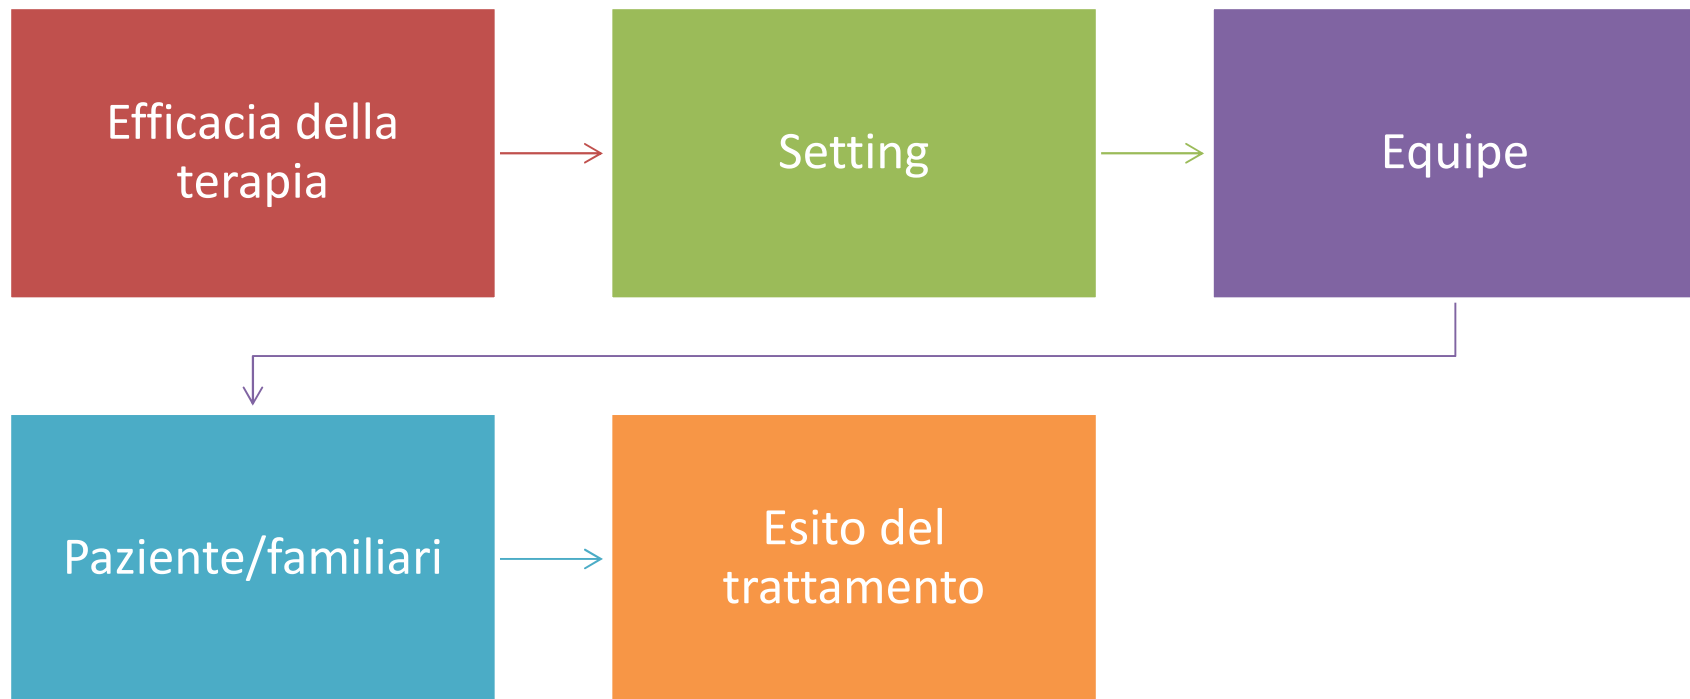 Efficacia della
terapia
Setting
Equipe
Paziente/familiari
Esito del
trattamento